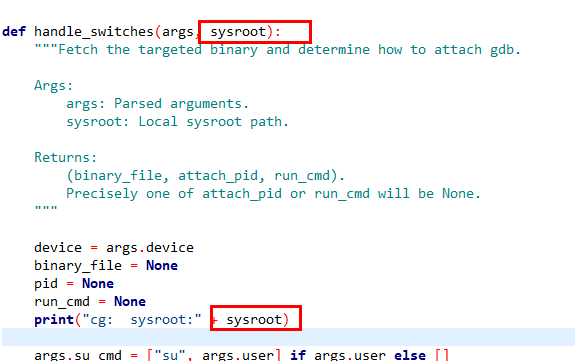 def handle_switches(args, sysroot):
"""Fetch the targeted binary and determine how to attach gdb.
Args:
args: Parsed arguments.
sysroot: Local sysroot path.
Returns:
(binary_file, attach_pid, run_cmd).
Precisely one of attach_pid or run_cmd will be None.
"""
device = args.device
binary_file = None
pid = None
run_cmd = None
print("cg:  sysroot:" + sysroot)
args.su_cmd = ["su", args.user] if args.user else []